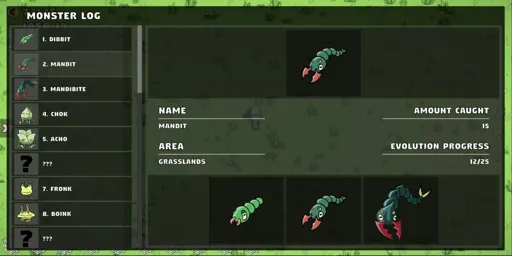 MONSTER LOG
1. DIBBIT
2. MANDIT
3. MANDIBITE
4. CHOK
5. ACHO
? ???
7. FRONK
8. BOINK
? ???
NAME
MANDIT
AMOUNT CAUGHT
15
AREA
GRASSLANDS
EVOLUTION PROGRESS
12/25